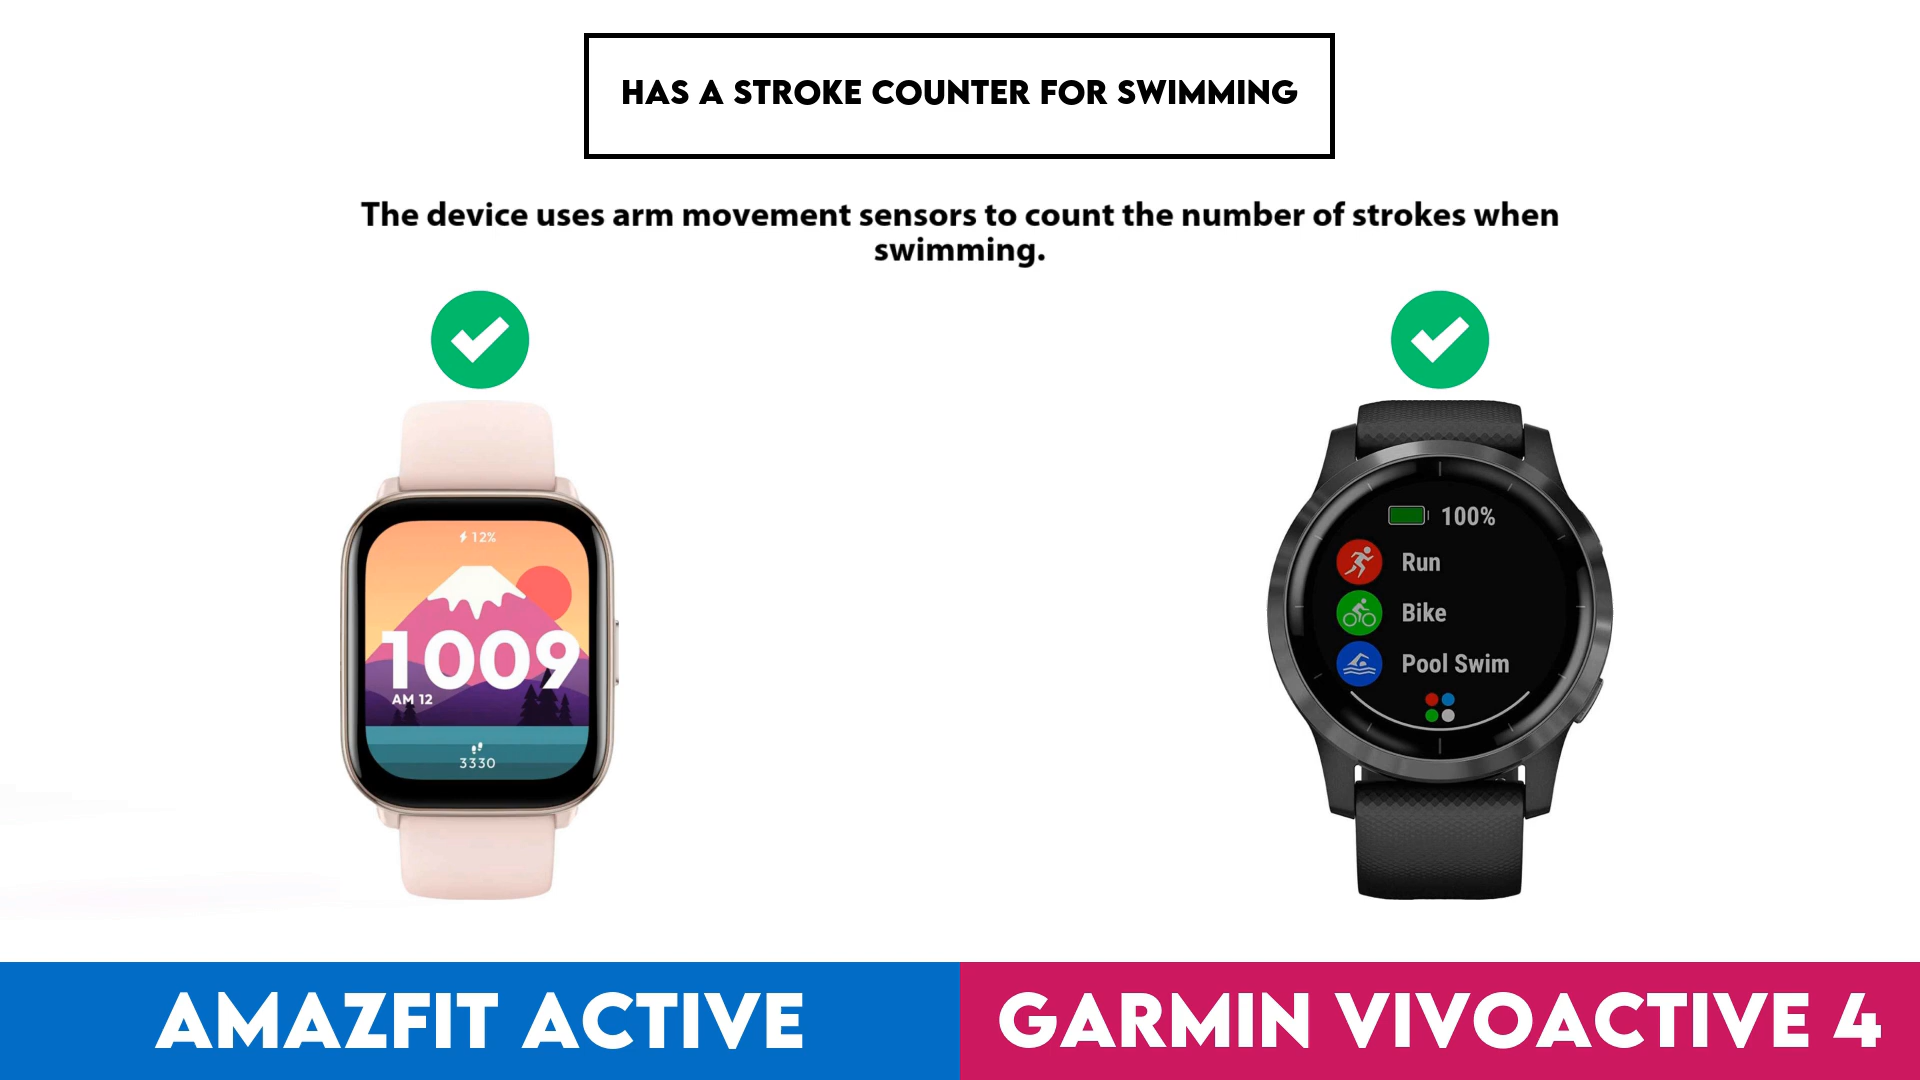 HAS A STROKE COUNTER FOR SWIMMING
The device uses arm movement sensors to count the number of strokes when
swimming.
12%
1009
AM 12
3330
100%
Run
Bike
Pool Swim
AMAZFIT ACTIVE
GARMIN VIVOACTIVE 4